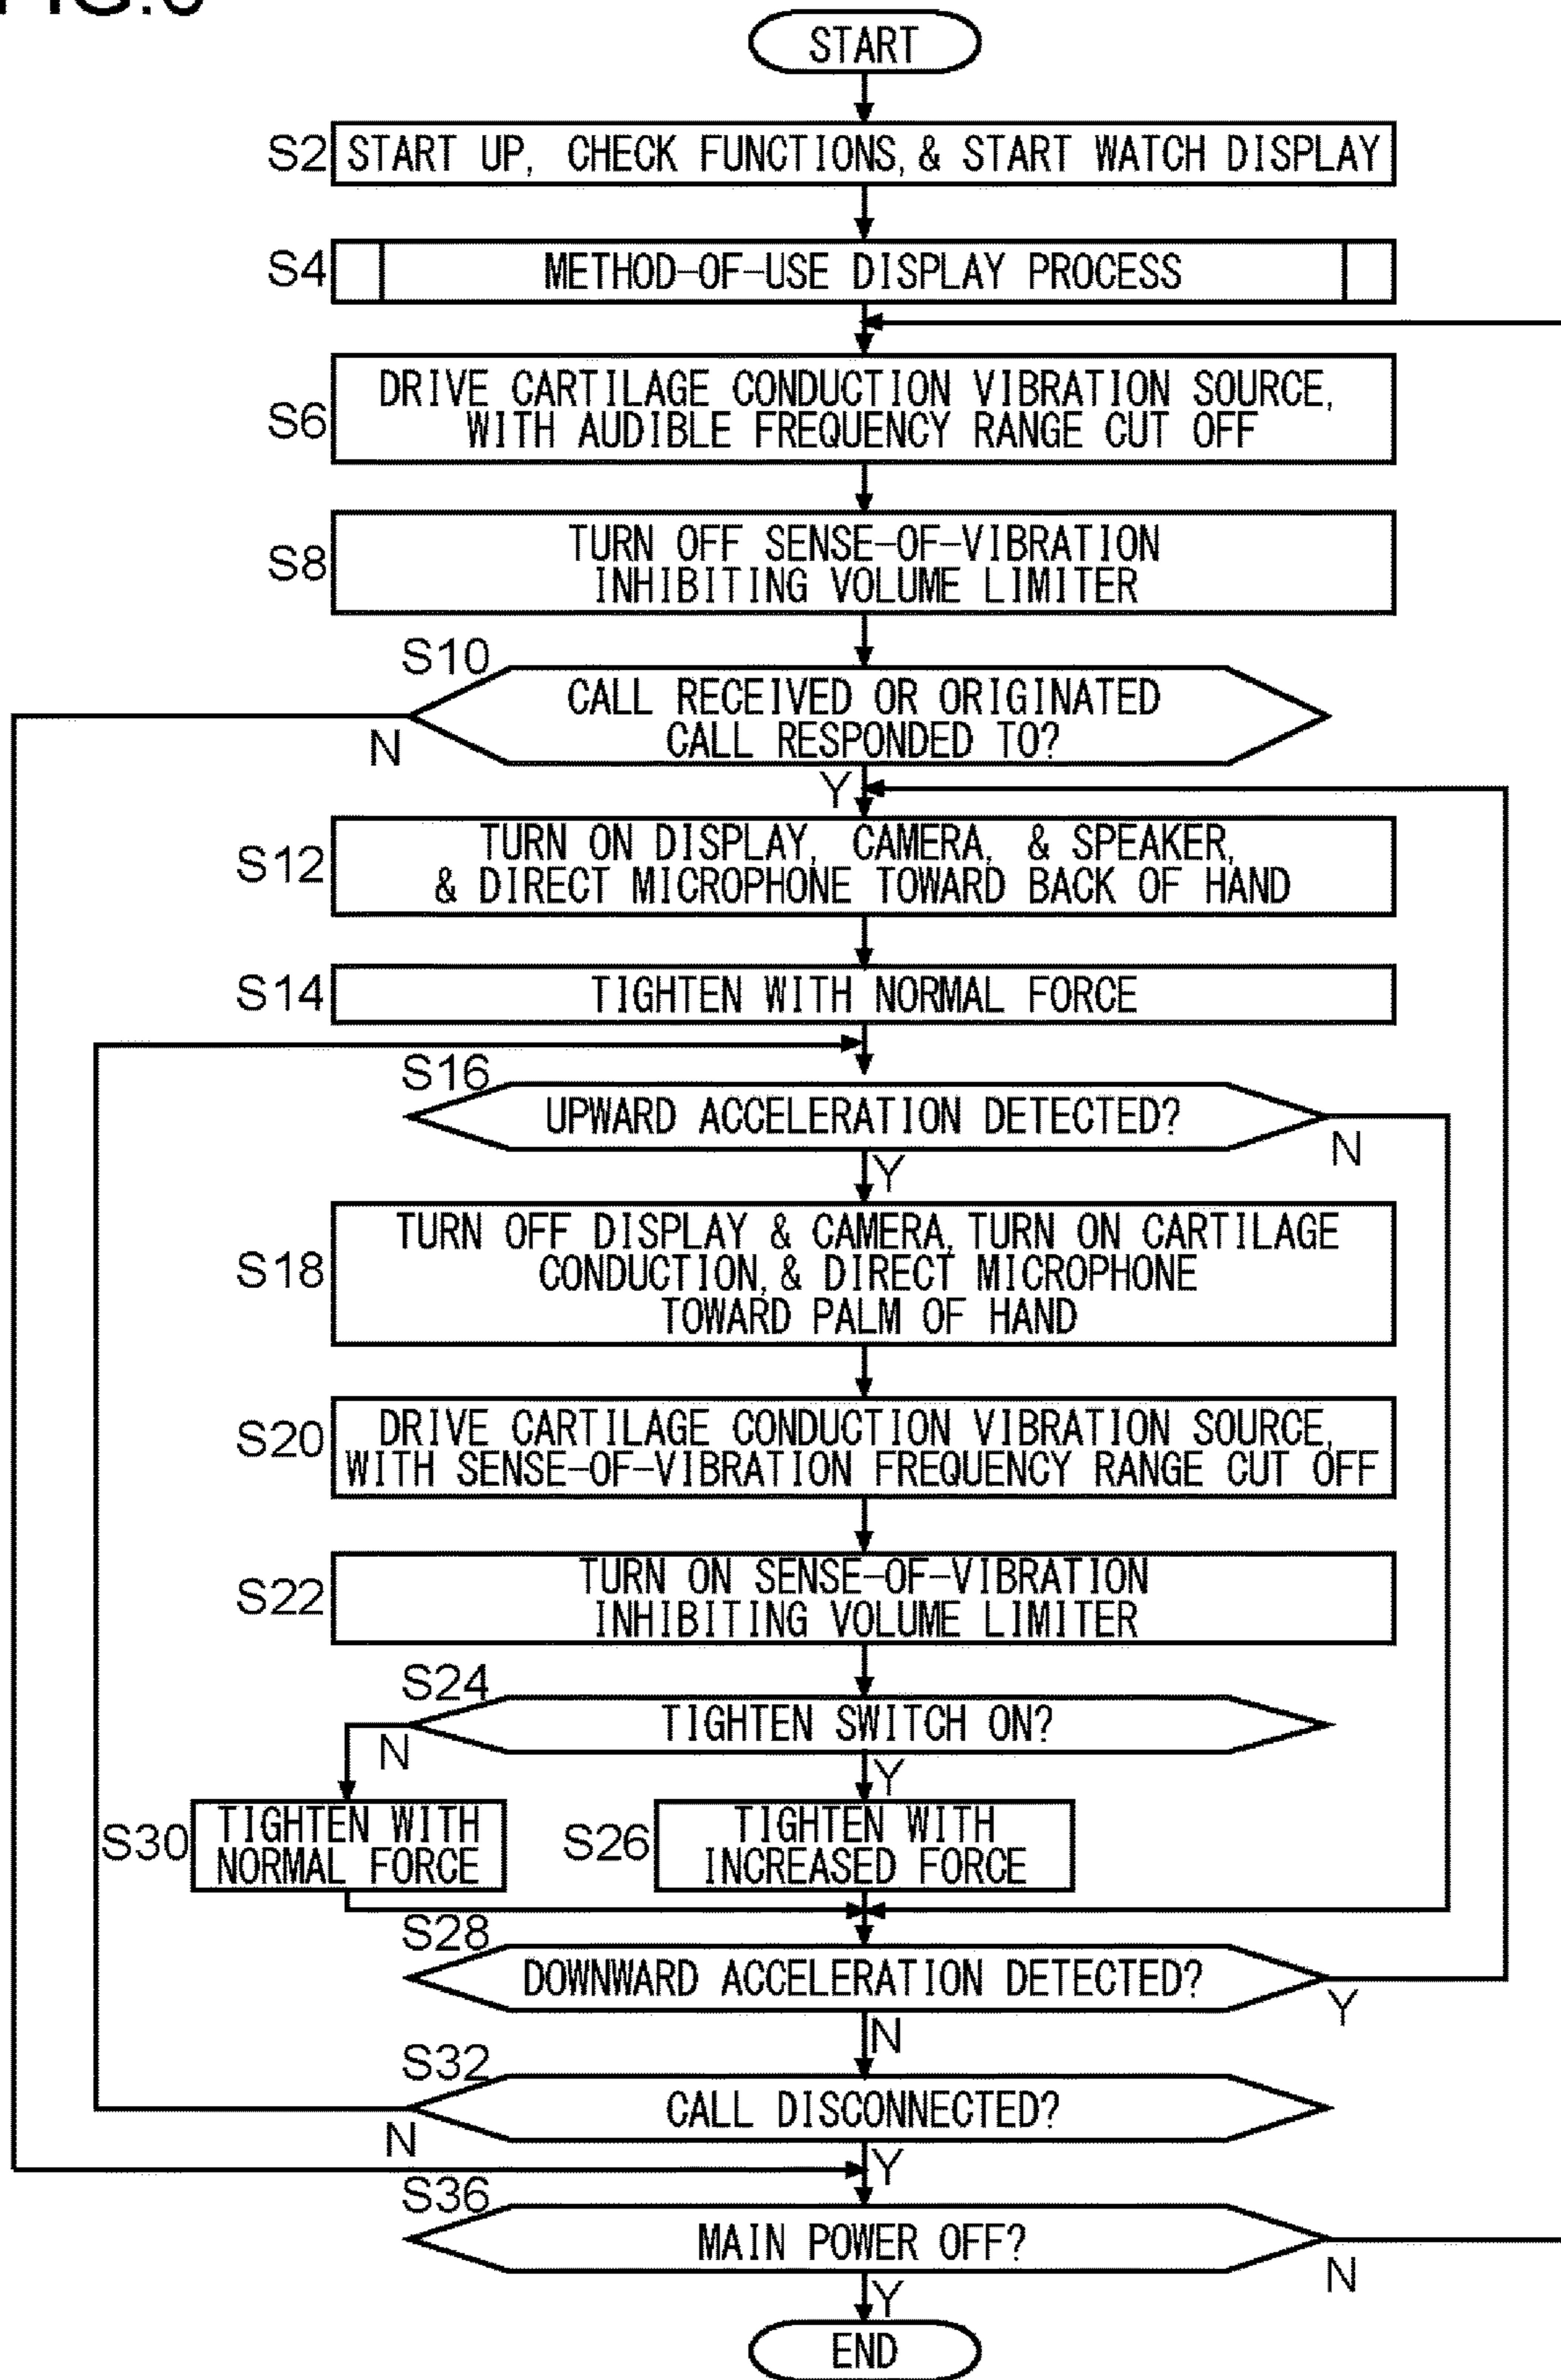 START
S2 START UP, CHECK FUNCTIONS, & START WATCH DISPLAY
S4 METHOD-OF-USE DISPLAY PROCESS
S6 DRIVE CARTILAGE CONDUCTION VIBRATION SOURCE,
WITH AUDIBLE FREQUENCY RANGE CUT OFF
S8 TURN OFF SENSE-OF-VIBRATION
INHIBITING VOLUME LIMITER
S10
CALL RECEIVED OR ORIGINATED
CALL RESPONDED TO?
N
Y
S12 TURN ON DISPLAY, CAMERA, & SPEAKER,
& DIRECT MICROPHONE TOWARD BACK OF HAND
S14 TIGHTEN WITH NORMAL FORCE
S16
UPWARD ACCELERATION DETECTED?
N
Y
S18 TURN OFF DISPLAY & CAMERA, TURN ON CARTILAGE
CONDUCTION, & DIRECT MICROPHONE
TOWARD PALM OF HAND
S20 DRIVE CARTILAGE CONDUCTION VIBRATION SOURCE,
WITH SENSE-OF-VIBRATION FREQUENCY RANGE CUT OFF
S22 TURN ON SENSE-OF-VIBRATION
INHIBITING VOLUME LIMITER
S24
TIGHTEN SWITCH ON?
N
Y
S30 TIGHTEN WITH
NORMAL FORCE
S26 TIGHTEN WITH
INCREASED FORCE
S28
DOWNWARD ACCELERATION DETECTED?
Y
N
S32
CALL DISCONNECTED?
N
Y
S36
MAIN POWER OFF?
N
Y
END